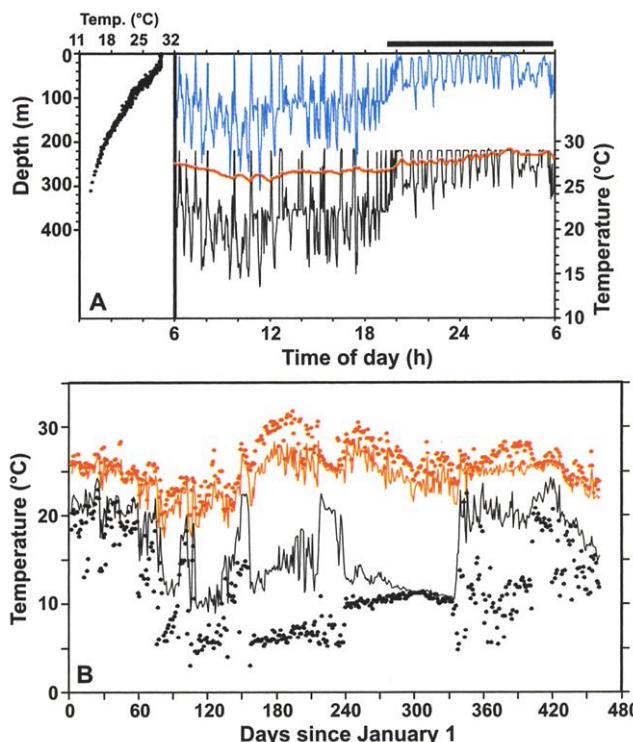 Temp. (°C)
11 18 25 32
0
100
200
300
400
Depth (m)
30
25
20
15
10
Temperature (°C)
A
6 12 18 24 6
Time of day (h)
30
20
10
0
Temperature (°C)
B
0 60 120 180 240 300 360 420 480
Days since January 1